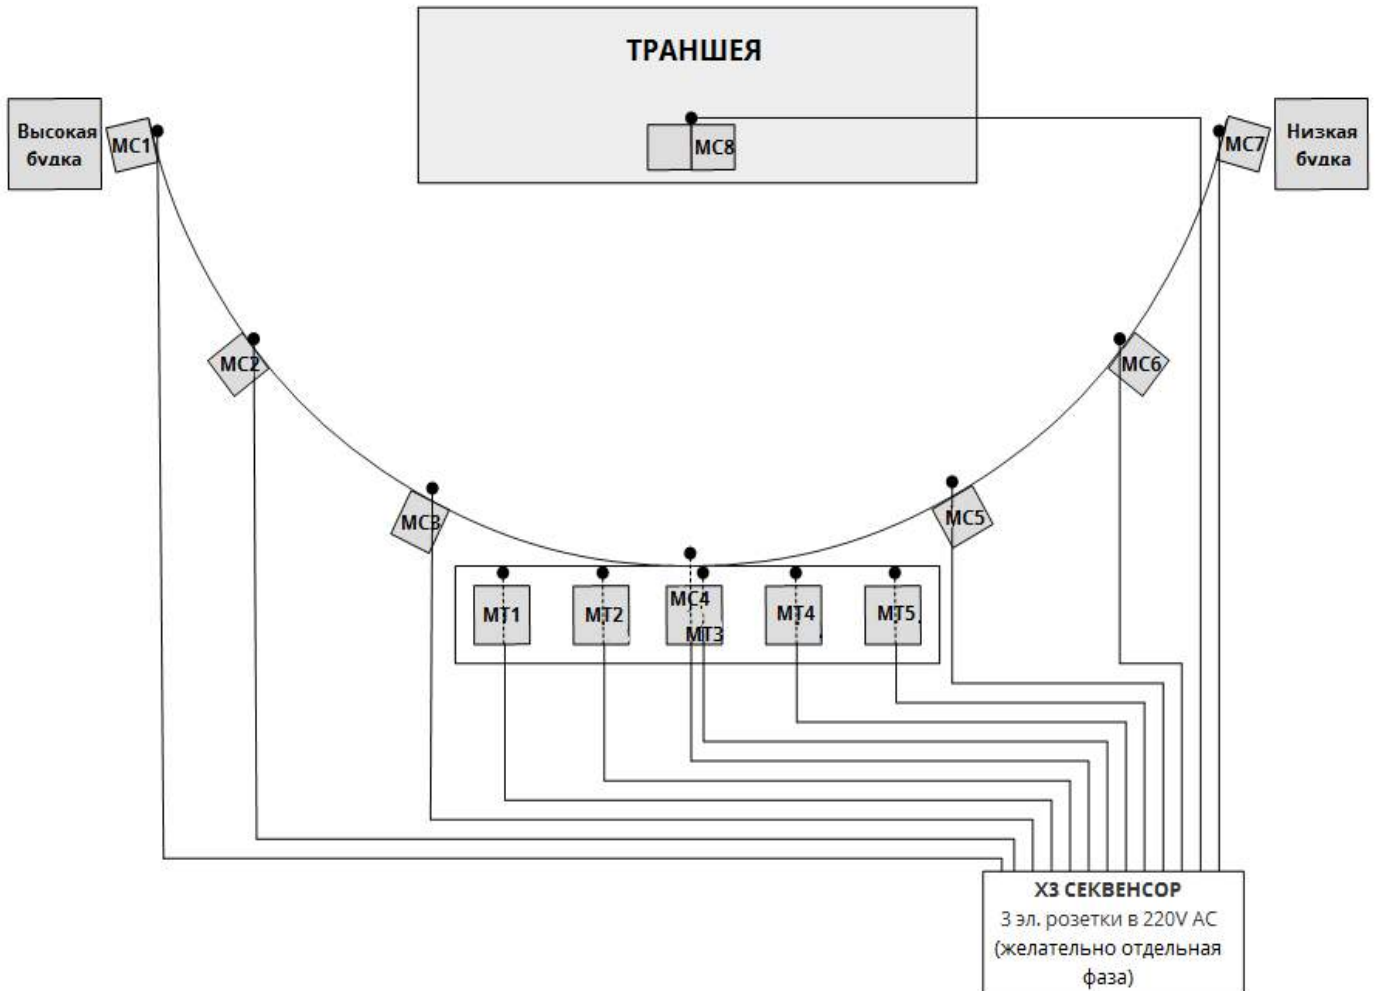 ТРАНШЕЯ
Высокая
будка
МС1
МС8
МС7
Низкая
будка
МС2
МС6
МС3
МС5
МТ1
МТ2
МС4
МТ3
МТ4
МТ5
X3 СЕКВЕНСОР
3 эл. розетки в 220V AC
(желательно отдельная
фаза)